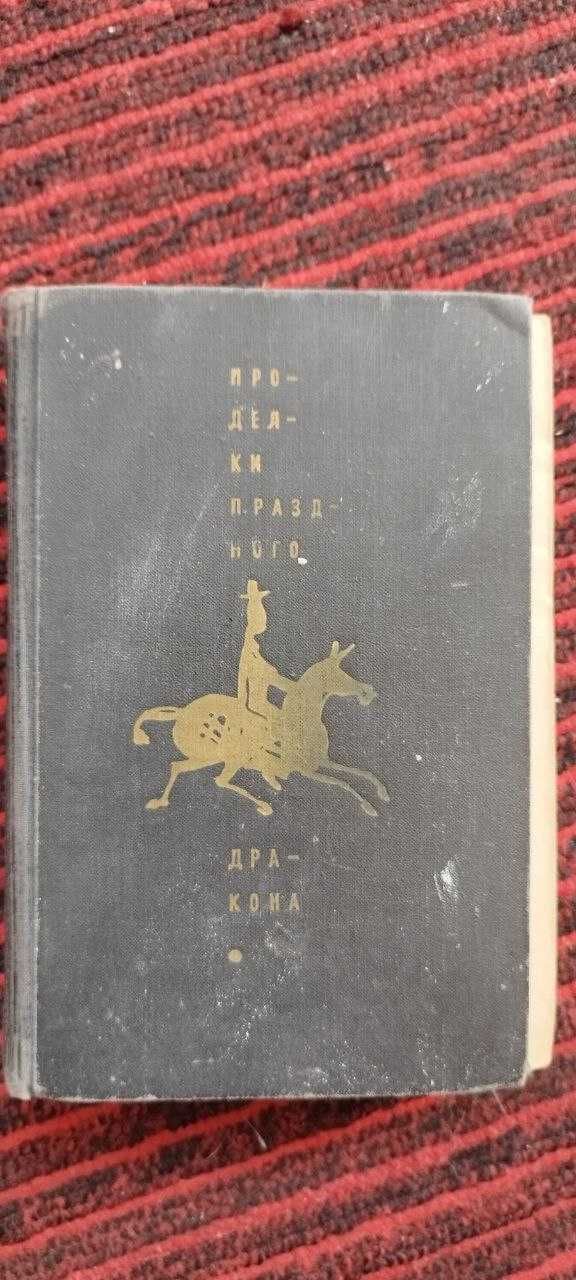 ПРО-
ДЕЛ-
КИ
ПРАЗД-
НОГО
ДРА-
КОНА